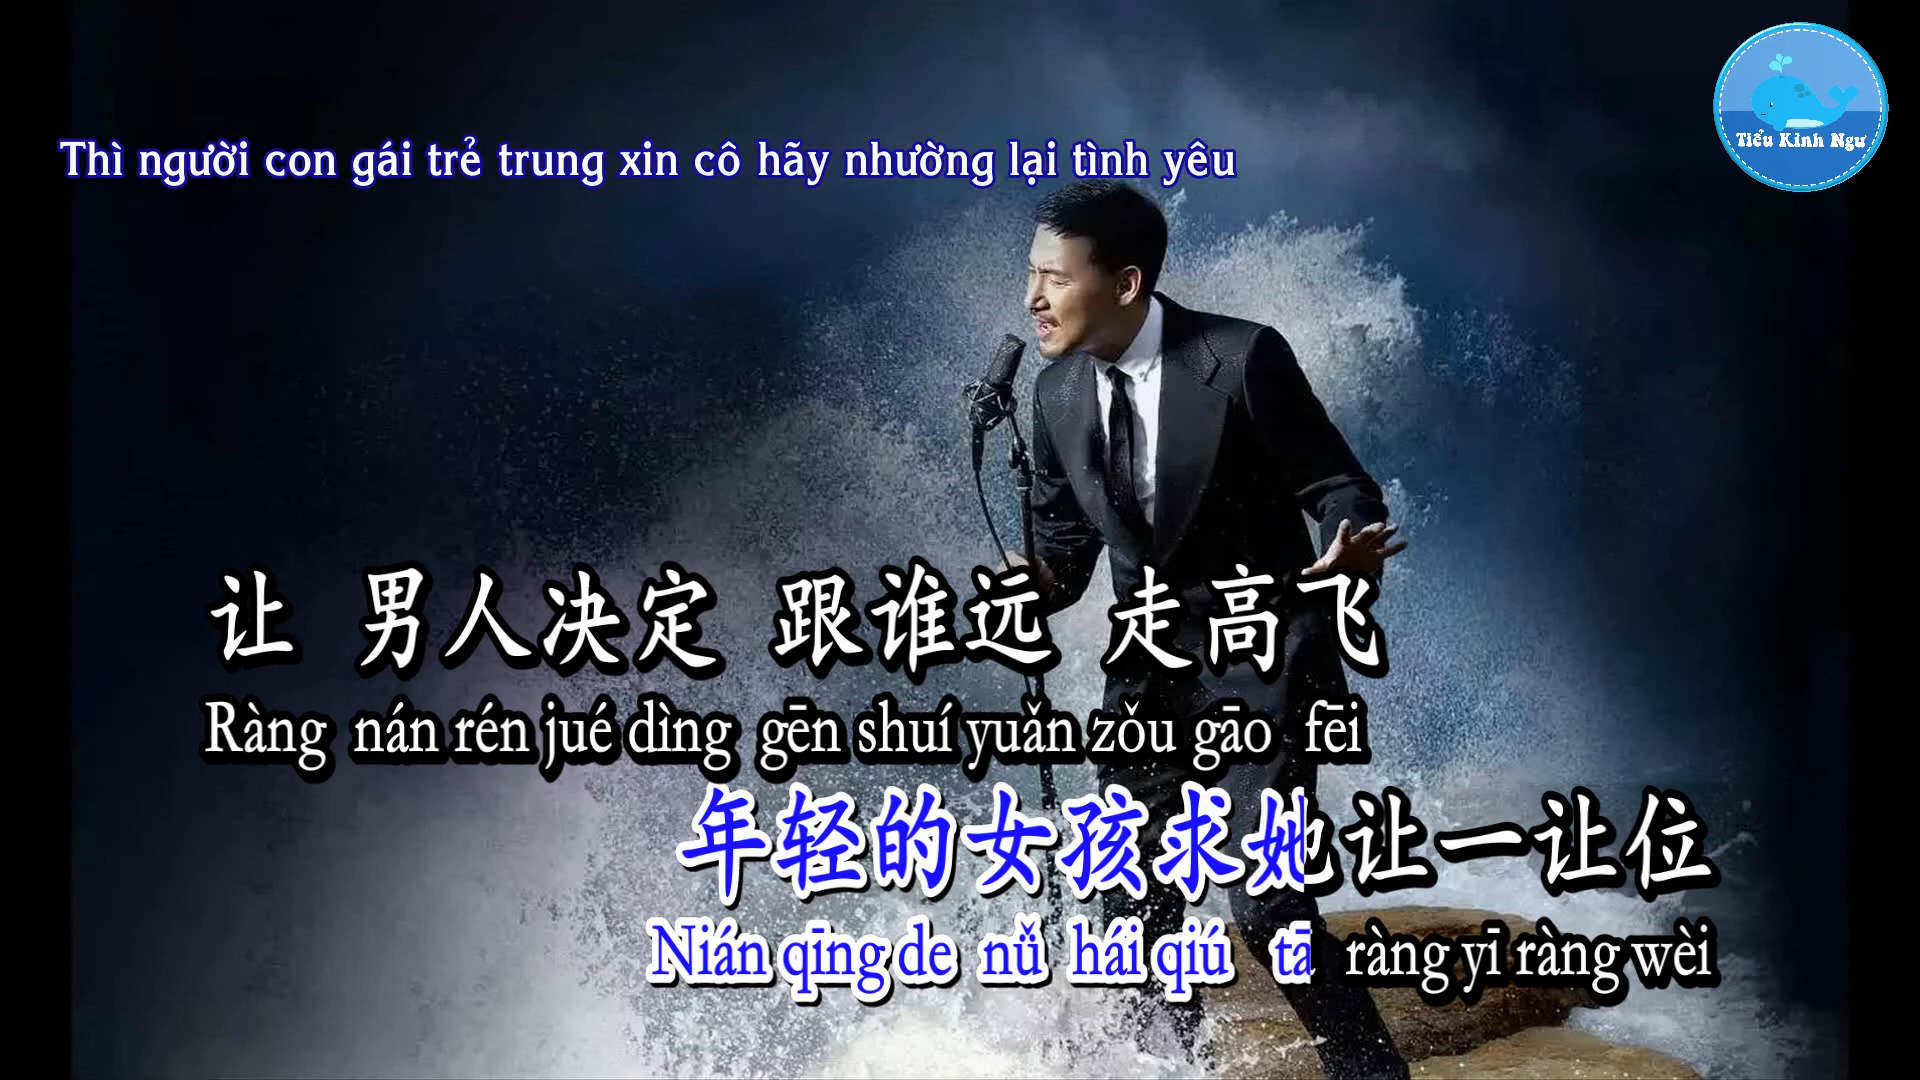 Tiểu Kình Ngư
Thì người con gái trẻ trung xin cô hãy nhường lại tình yêu
让 男人决定 跟谁远 走高飞
Ràng nán rén jué dìng gēn shuí yuǎn zǒu gāo fēi
年轻的女孩求她让一让位
Nián qīng de nǚ hái qiú tā ràng yī ràng wèi